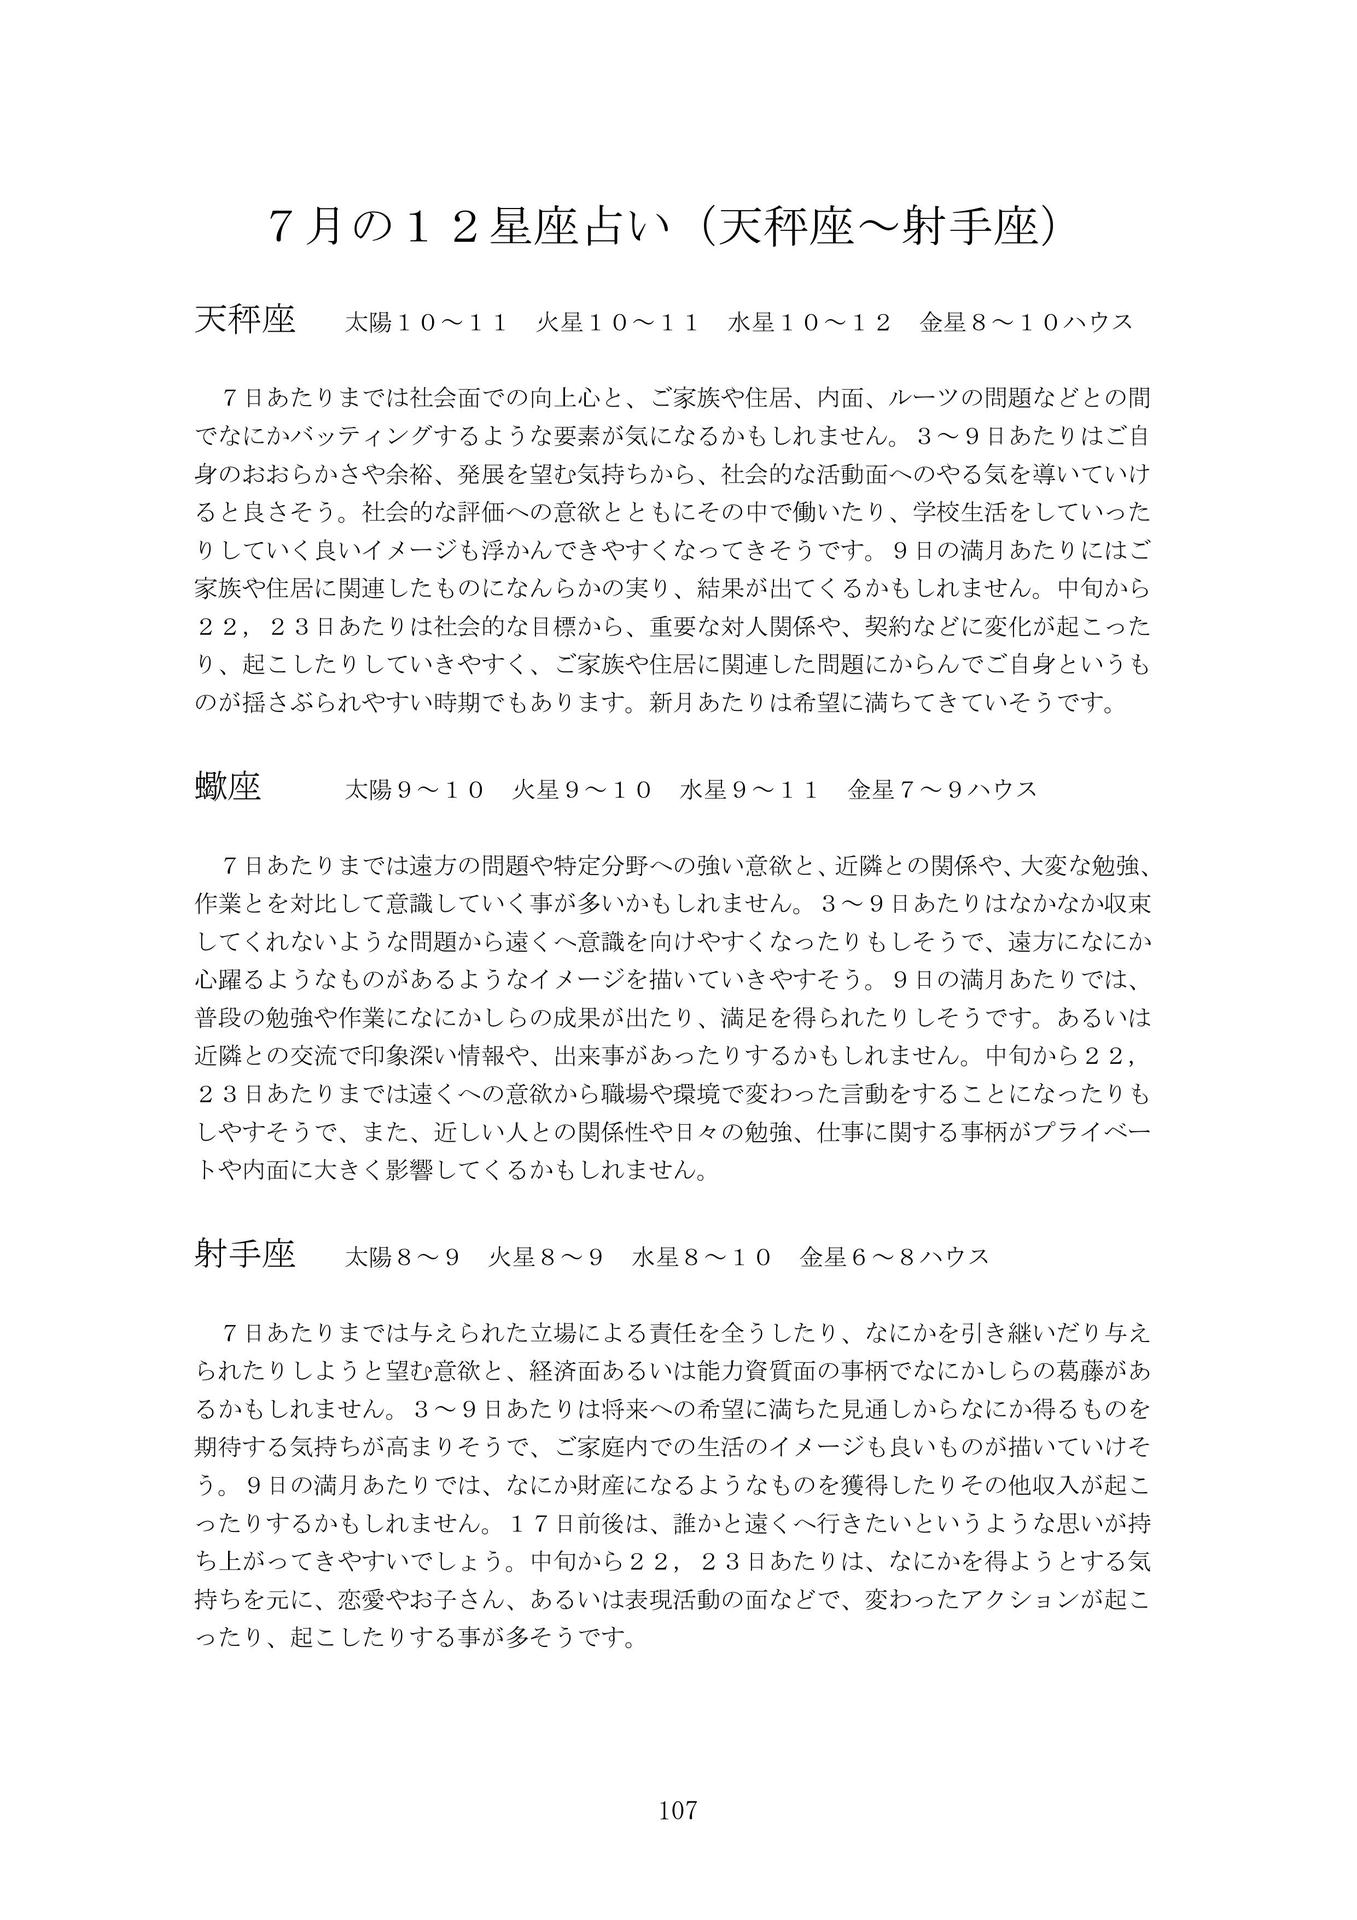 ７月の１２星座占い（天秤座～射手座）
天秤座　太陽１０～１１　火星１０～１１　水星１０～１２　金星８～１０ハウス
７日あたりまでは社会面での向上心と、ご家族や住居、内面、ルーツの問題などとの間
でなにかバッティングするような要素が気になるかもしれません。３～９日あたりはご自
身のおおらかさや余裕、発展を望む気持ちから、社会的な活動面へのやる気を導いていけ
ると良さそう。社会的な評価への意欲とともにその中で働いたり、学校生活をしていった
りしていく良いイメージも浮かんできやすくなってきそうです。９日の満月あたりにはご
家族や住居に関連したものになんらかの実り、結果が出てくるかもしれません。中旬から
２２，２３日あたりは社会的な目標から、重要な対人関係や、契約などに変化が起こった
り、起こしたりしていきやすく、ご家族や住居に関連した問題にからんでご自身というも
のが揺さぶられやすい時期でもあります。新月あたりは希望に満ちてきていそうです。
蠍座　太陽９～１０　火星９～１０　水星９～１１　金星７～９ハウス
７日あたりまでは遠方の問題や特定分野への強い意欲と、近隣との関係や、大変な勉強、
作業とを対比して意識していく事が多いかもしれません。３～９日あたりはなかなか収束
してくれないような問題から遠くへ意識を向けやすくなったりもしそうで、遠方になにか
心躍るようなものがあるようなイメージを描いていきやすそう。９日の満月あたりでは、
普段の勉強や作業になにかしらの成果が出たり、満足を得られたりしそうです。あるいは
近隣との交流で印象深い情報や、出来事があったりするかもしれません。中旬から２２，
２３日あたりまでは遠くへの意欲から職場や環境で変わった言動をすることになったりも
しやすそうで、また、近しい人との関係性や日々の勉強、仕事に関する事柄がプライベー
トや内面に大きく影響してくるかもしれません。
射手座　太陽８～９　火星８～９　水星８～１０　金星６～８ハウス
７日あたりまでは与えられた立場による責任を全うしたり、なにかを引き継いだり与え
られたりしようと望む意欲と、経済面あるいは能力資質面の事柄でなにかしらの葛藤があ
るかもしれません。３～９日あたりは将来への希望に満ちた見通しからなにか得るものを
期待する気持ちが高まりそうで、ご家庭内での生活のイメージも良いものが描いていけそ
う。９日の満月あたりでは、なにか財産になるようなものを獲得したりその他収入が起こ
ったりするかもしれません。１７日前後は、誰かと遠くへ行きたいというような思いが持
ち上がってきやすいでしょう。中旬から２２，２３日あたりは、なにかを得ようとする気
持ちを元に、恋愛やお子さん、あるいは表現活動の面などで、変わったアクションが起こ
ったり、起こしたりする事が多そうです。
107